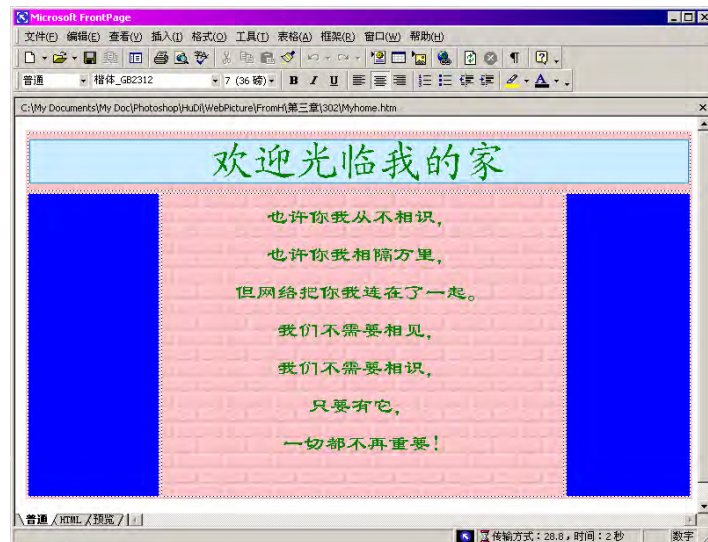 Microsoft FrontPage
文件(F) 编辑(E) 查看(V) 插入(I) 格式(O) 工具(T) 表格(A) 框架(R) 窗口(W) 帮助(H)
普通 楷体_GB2312 7 (36 磅) B I U A
C:\My Documents\My Doc\Photoshop\HuDi\WebPicture\FromH\第三章\302\Myhome.htm
欢迎光临我的家
也许你我从不相识,
也许你我相隔万里,
但网络把你我连在了一起。
我们不需要相见,
我们不需要相识,
只要有它,
一切都不再重要!
普通 HTML 预览
传输方式:28.8,时间:2秒 数字